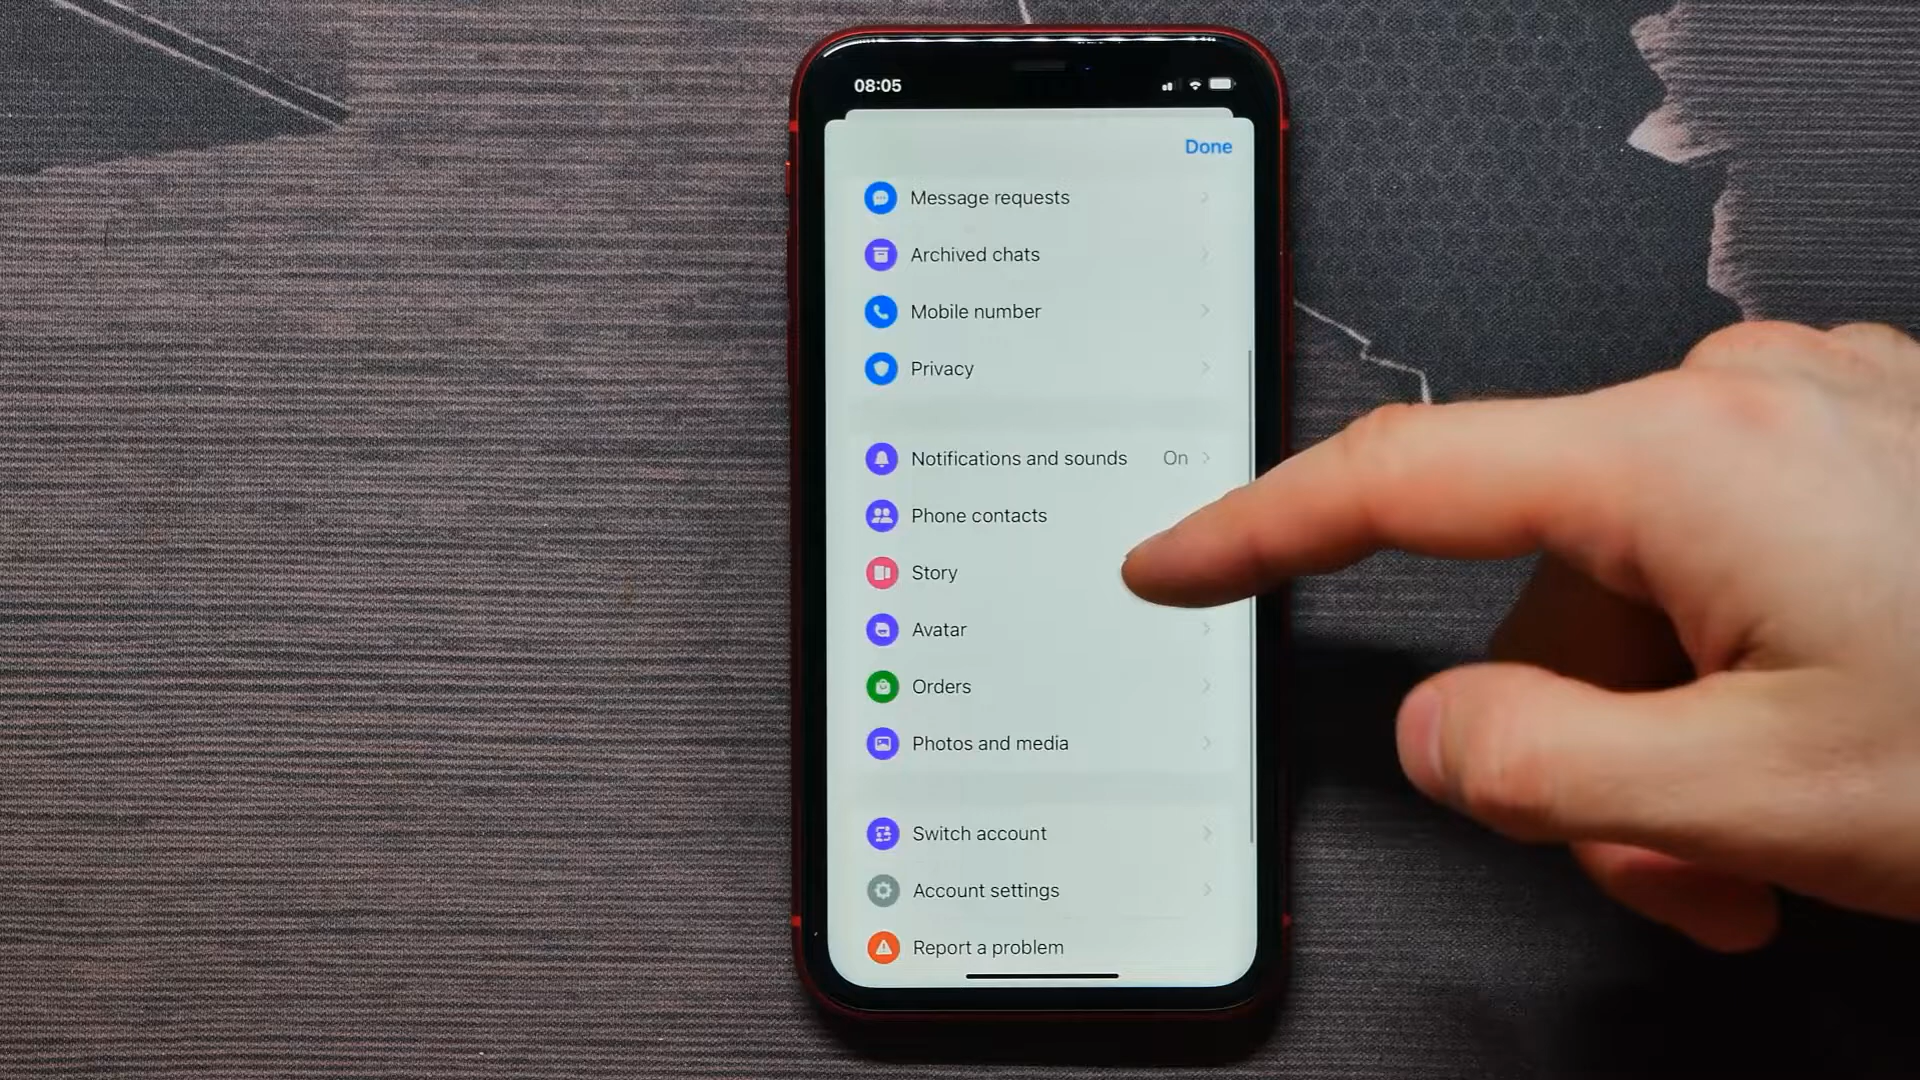 08:05
Done
Message requests
Archived chats
Mobile number
Privacy
Notifications and sounds On
Phone contacts
Story
Avatar
Orders
Photos and media
Switch account
Account settings
Report a problem